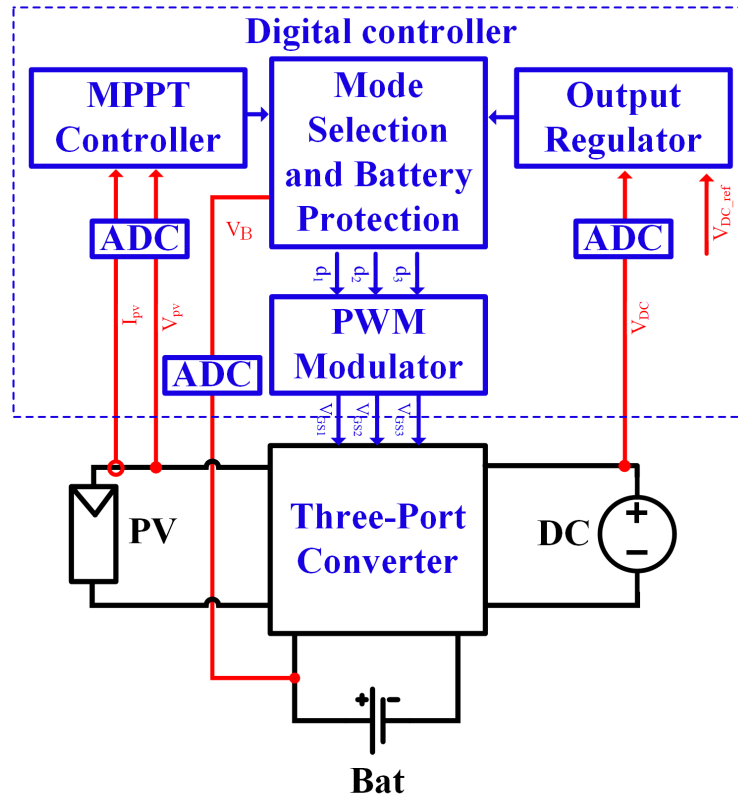 Digital controller
MPPT
Controller
Mode
Selection
and Battery
Protection
Output
Regulator
ADC
ADC
V_B
V_DC_ref
I_pv
V_pv
V_DC
d_1
d_2
d_3
PWM
Modulator
ADC
V_GS1
V_GS2
V_GS3
Three-Port
Converter
PV
DC
+
−
+
-
Bat